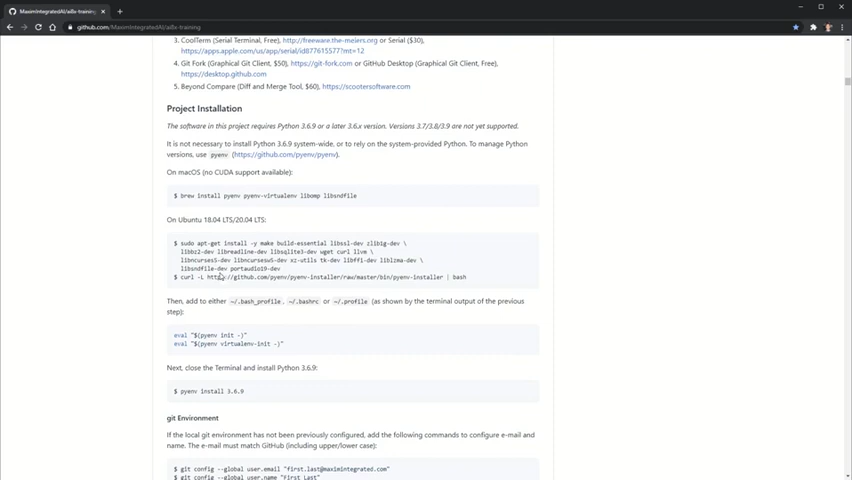 MaximIntegratedAI/ai8x-training
github.com/MaximIntegratedAI/ai8x-training
3. CoolTerm (Serial Terminal, Free), http://freeware.the-meiers.org or Serial ($30),
https://apps.apple.com/us/app/serial/id877615577?mt=12
4. Git Fork (Graphical Git Client, $50), https://git-fork.com or GitHub Desktop (Graphical Git Client, Free),
https://desktop.github.com
5. Beyond Compare (Diff and Merge Tool, $60), https://scootersoftware.com
Project Installation
The software in this project requires Python 3.6.9 or a later 3.6.x version. Versions 3.7/3.8/3.9 are not yet supported.
It is not necessary to install Python 3.6.9 system-wide, or to rely on the system-provided Python. To manage Python
versions, use pyenv (https://github.com/pyenv/pyenv).
On macOS (no CUDA support available):
$ brew install pyenv pyenv-virtualenv libomp libsndfile
On Ubuntu 18.04 LTS/20.04 LTS:
$ sudo apt-get install -y make build-essential libssl-dev zlib1g-dev \
libbz2-dev libreadline-dev libsqlite3-dev wget curl llvm \
libncurses5-dev libncursesw5-dev xz-utils tk-dev libffi-dev liblzma-dev \
libsndfile-dev portaudio19-dev
$ curl -L https://github.com/pyenv/pyenv-installer/raw/master/bin/pyenv-installer | bash
Then, add to either ~/.bash_profile, ~/.bashrc or ~/.profile (as shown by the terminal output of the previous
step):
eval "$(pyenv init -)"
eval "$(pyenv virtualenv-init -)"
Next, close the Terminal and install Python 3.6.9:
$ pyenv install 3.6.9
git Environment
If the local git environment has not been previously configured, add the following commands to configure e-mail and
name. The e-mail must match GitHub (including upper/lower case):
$ git config --global user.email "first.last@maximintegrated.com"
$ git config --global user.name "First Last"